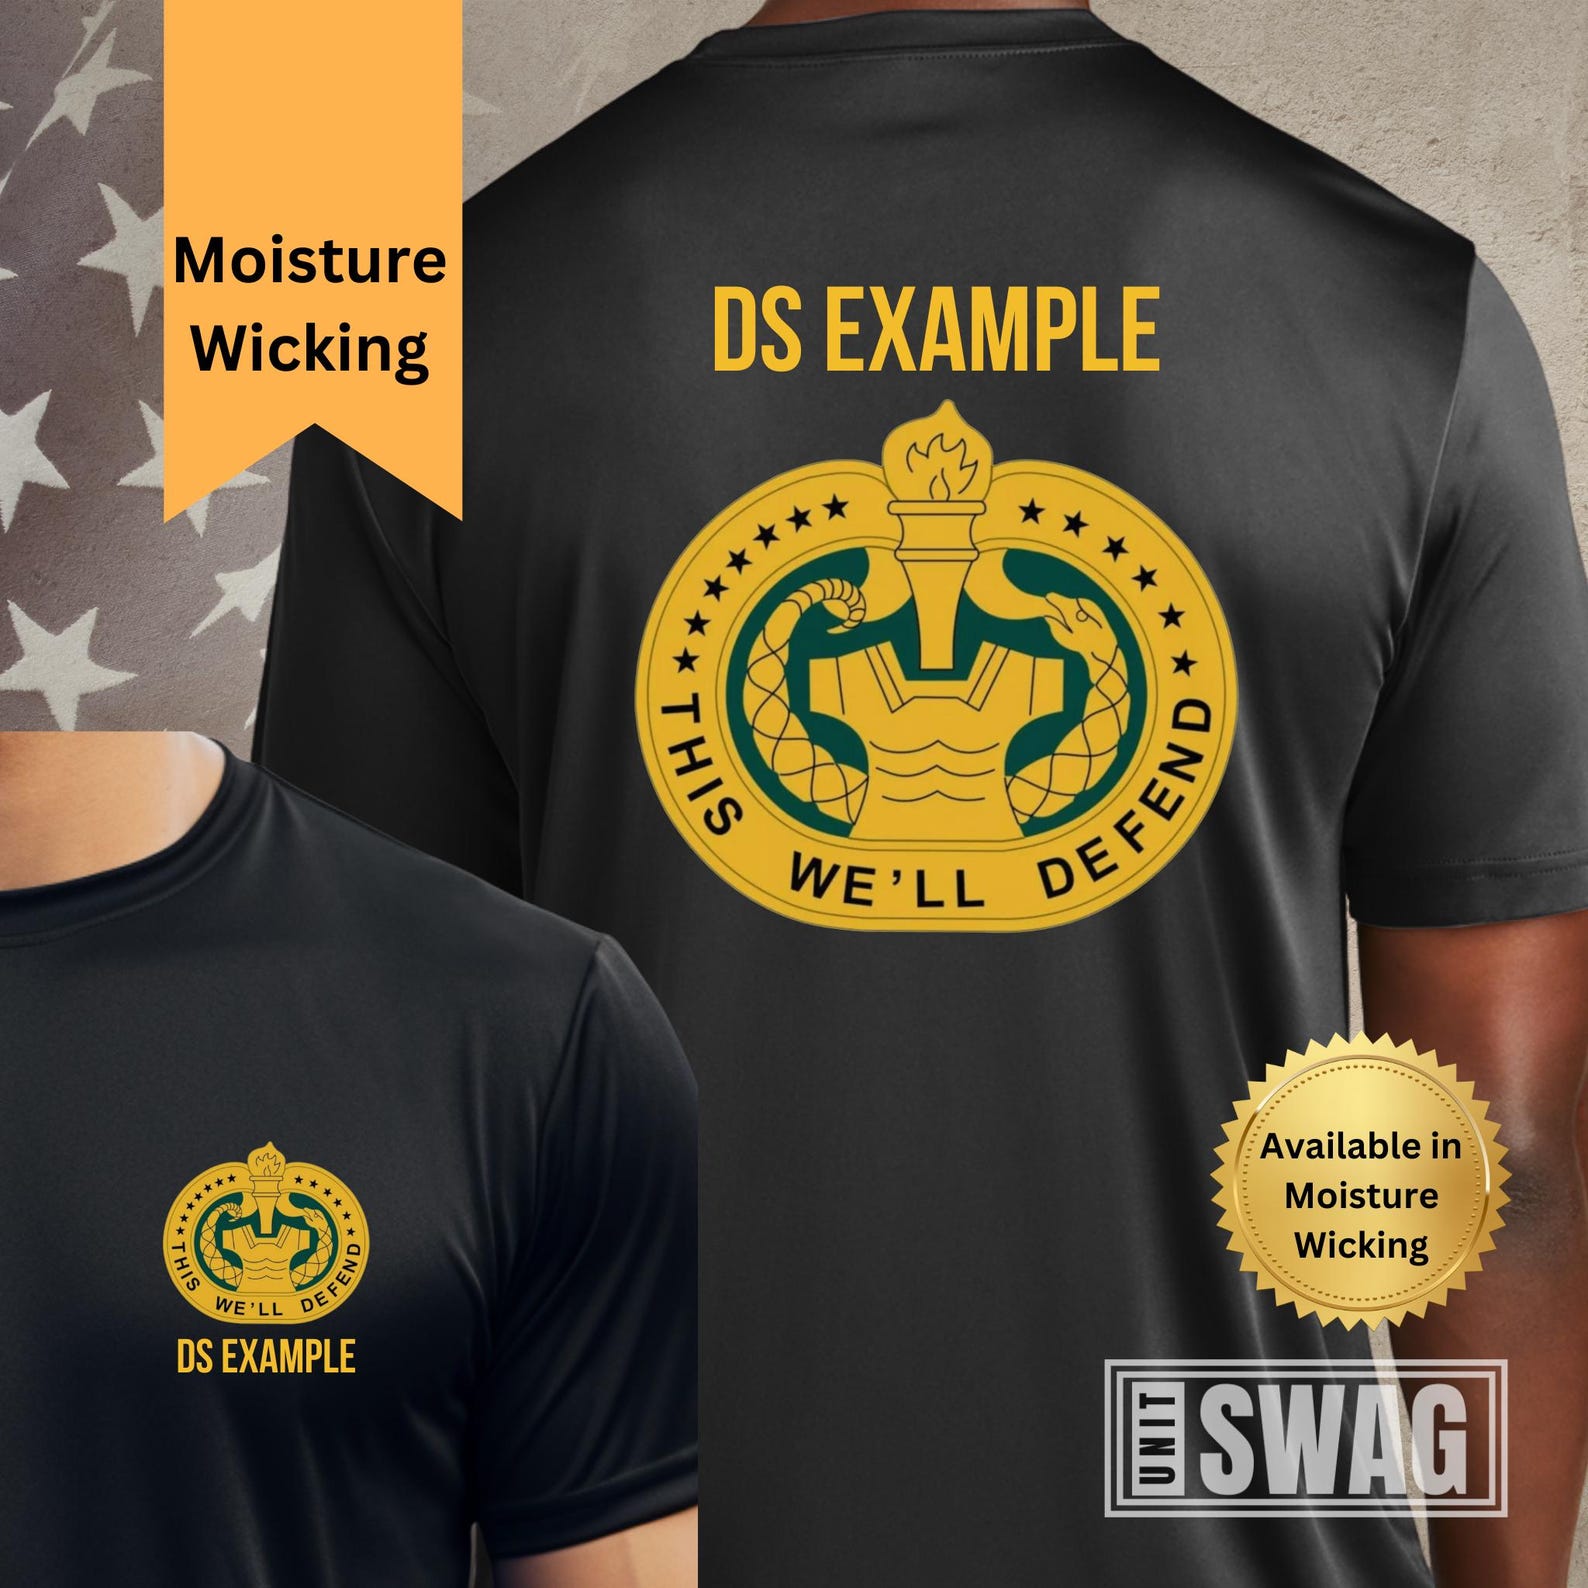 Moisture
Wicking
DS EXAMPLE
THIS WE'LL DEFEND
THIS WE'LL DEFEND
DS EXAMPLE
Available in
Moisture
Wicking
UNIT
SWAG